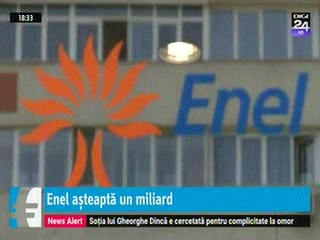 18:33
DIGI 24
HD
Enel
Enel așteaptă un miliard
News Alert Soția lui Gheorghe Dincă e cercetată pentru complicitate la omor